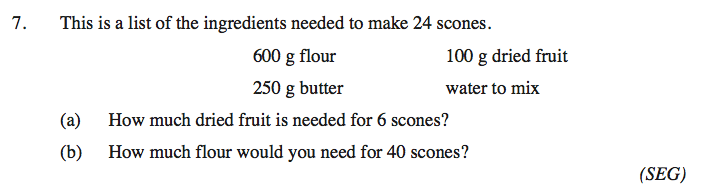 7. This is a list of the ingredients needed to make 24 scones.
600 g flour 100 g dried fruit
250 g butter water to mix
(a) How much dried fruit is needed for 6 scones?
(b) How much flour would you need for 40 scones?
(SEG)